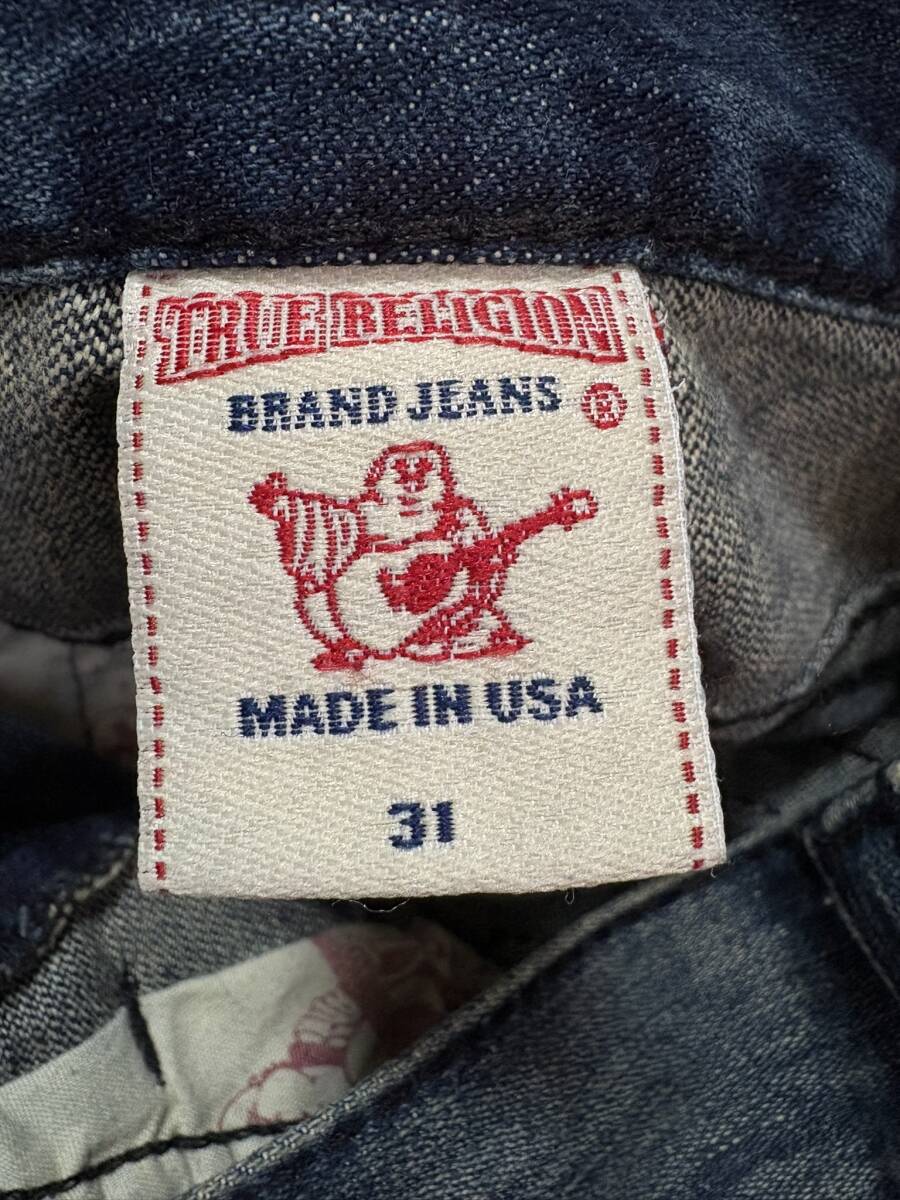 TRUE RELIGION
BRAND JEANS ®
MADE IN USA
31